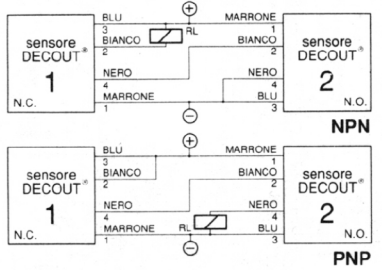 ⊕
BLU MARRONE
3 RL 1
sensore BIANCO BIANCO sensore
DECOUT® 2 2 DECOUT®
1 NERO NERO 2
4 4
MARRONE BLU
N.C. 1 3 N.O.
⊖
NPN
⊕
BLU MARRONE
3 1
sensore BIANCO BIANCO sensore
DECOUT® 2 2 DECOUT®
1 NERO NERO 2
4 4
MARRONE RL BLU
N.C. 1 3 N.O.
⊖
PNP